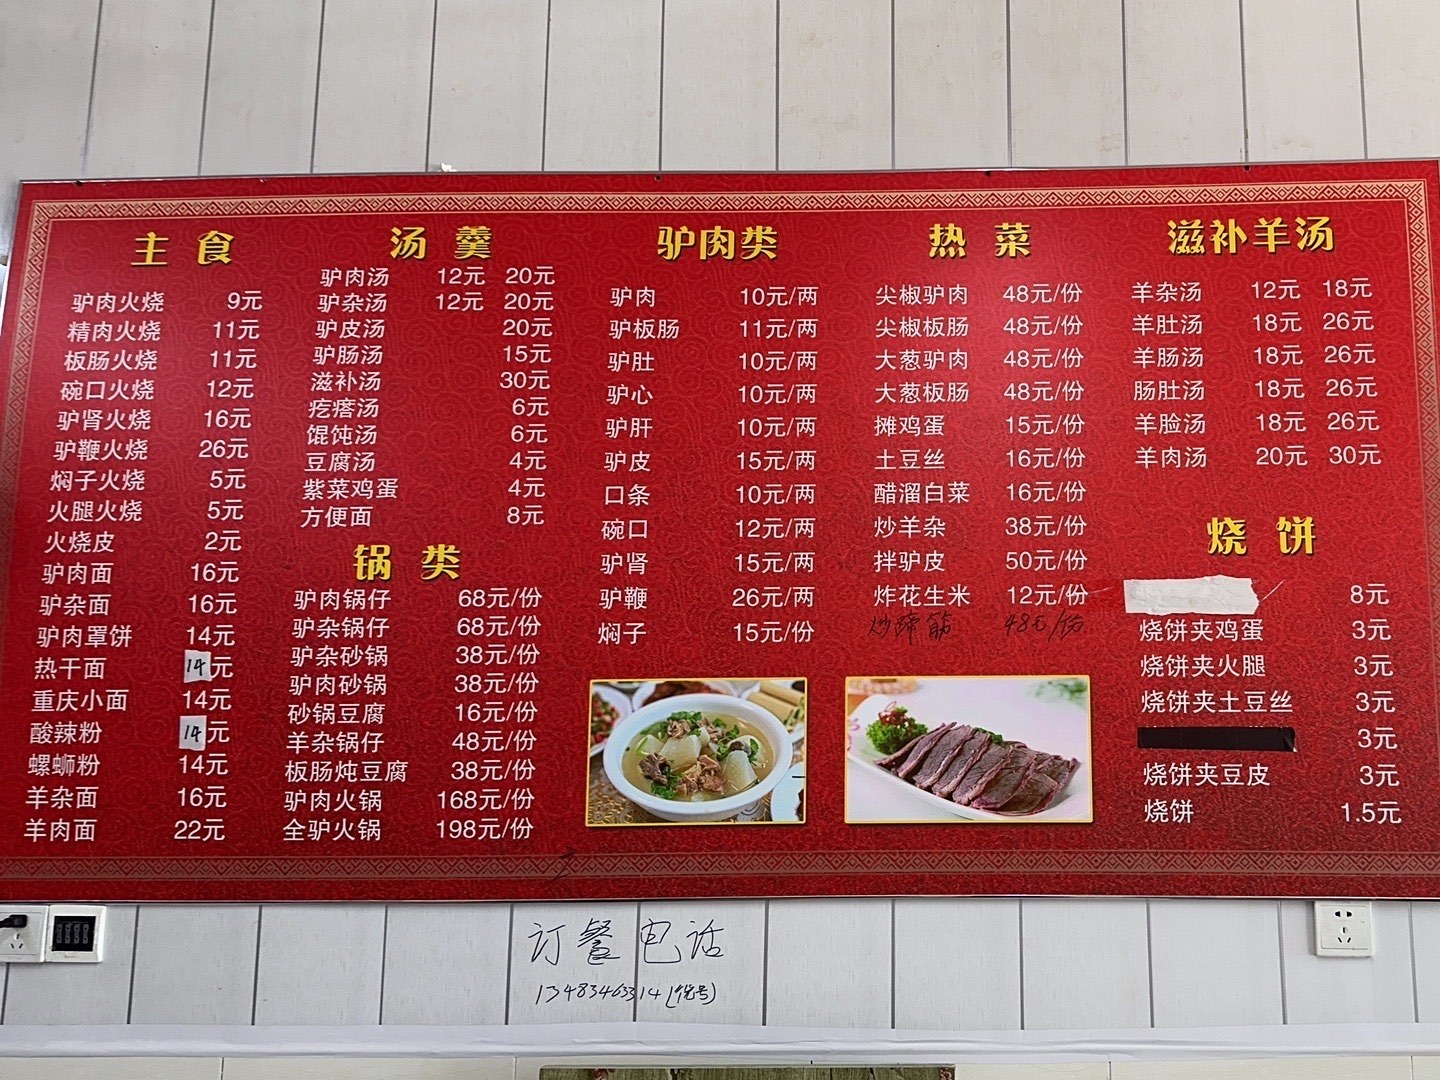 主食
驴肉火烧 9元
精肉火烧 11元
板肠火烧 11元
碗口火烧 12元
驴肾火烧 16元
驴鞭火烧 26元
焖子火烧 5元
火腿火烧 5元
火烧皮 2元
驴肉面 16元
驴杂面 16元
驴肉罩饼 14元
热干面 14元
重庆小面 14元
酸辣粉 14元
螺蛳粉 14元
羊杂面 16元
羊肉面 22元
汤羹
驴肉汤 12元 20元
驴杂汤 12元 20元
驴皮汤 20元
驴肠汤 15元
滋补汤 30元
疙瘩汤 6元
馄饨汤 6元
豆腐汤 4元
紫菜鸡蛋 4元
方便面 8元
锅类
驴肉锅仔 68元/份
驴杂锅仔 68元/份
驴杂砂锅 38元/份
驴肉砂锅 38元/份
砂锅豆腐 16元/份
羊杂锅仔 48元/份
板肠炖豆腐 38元/份
驴肉火锅 168元/份
全驴火锅 198元/份
驴肉类
驴肉 10元/两
驴板肠 11元/两
驴肚 10元/两
驴心 10元/两
驴肝 10元/两
驴皮 15元/两
口条 10元/两
碗口 12元/两
驴肾 15元/两
驴鞭 26元/两
焖子 15元/份
热菜
尖椒驴肉 48元/份
尖椒板肠 48元/份
大葱驴肉 48元/份
大葱板肠 48元/份
摊鸡蛋 15元/份
土豆丝 16元/份
醋溜白菜 16元/份
炒羊杂 38元/份
拌驴皮 50元/份
炸花生米 12元/份
炒蹄筋 48元/份
滋补羊汤
羊杂汤 12元 18元
羊肚汤 18元 26元
羊肠汤 18元 26元
肠肚汤 18元 26元
羊脸汤 18元 26元
羊肉汤 20元 30元
烧饼
8元
烧饼夹鸡蛋 3元
烧饼夹火腿 3元
烧饼夹土豆丝 3元
3元
烧饼夹豆皮 3元
烧饼 1.5元
订餐电话
13483463314